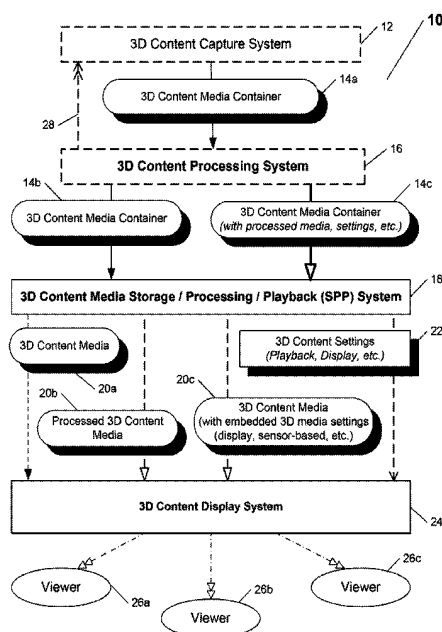 10
3D Content Capture System
12
3D Content Media Container
14a
28
3D Content Processing System
16
14b
14c
3D Content Media Container
3D Content Media Container
(with processed media, settings, etc.)
3D Content Media Storage / Processing / Playback (SPP) System
18
3D Content Media
20a
3D Content Settings
(Playback, Display, etc.)
22
20b
Processed 3D Content
Media
20c
3D Content Media
(with embedded 3D media settings
(display, sensor-based, etc.)
3D Content Display System
24
Viewer
26a
Viewer
26b
Viewer
26c